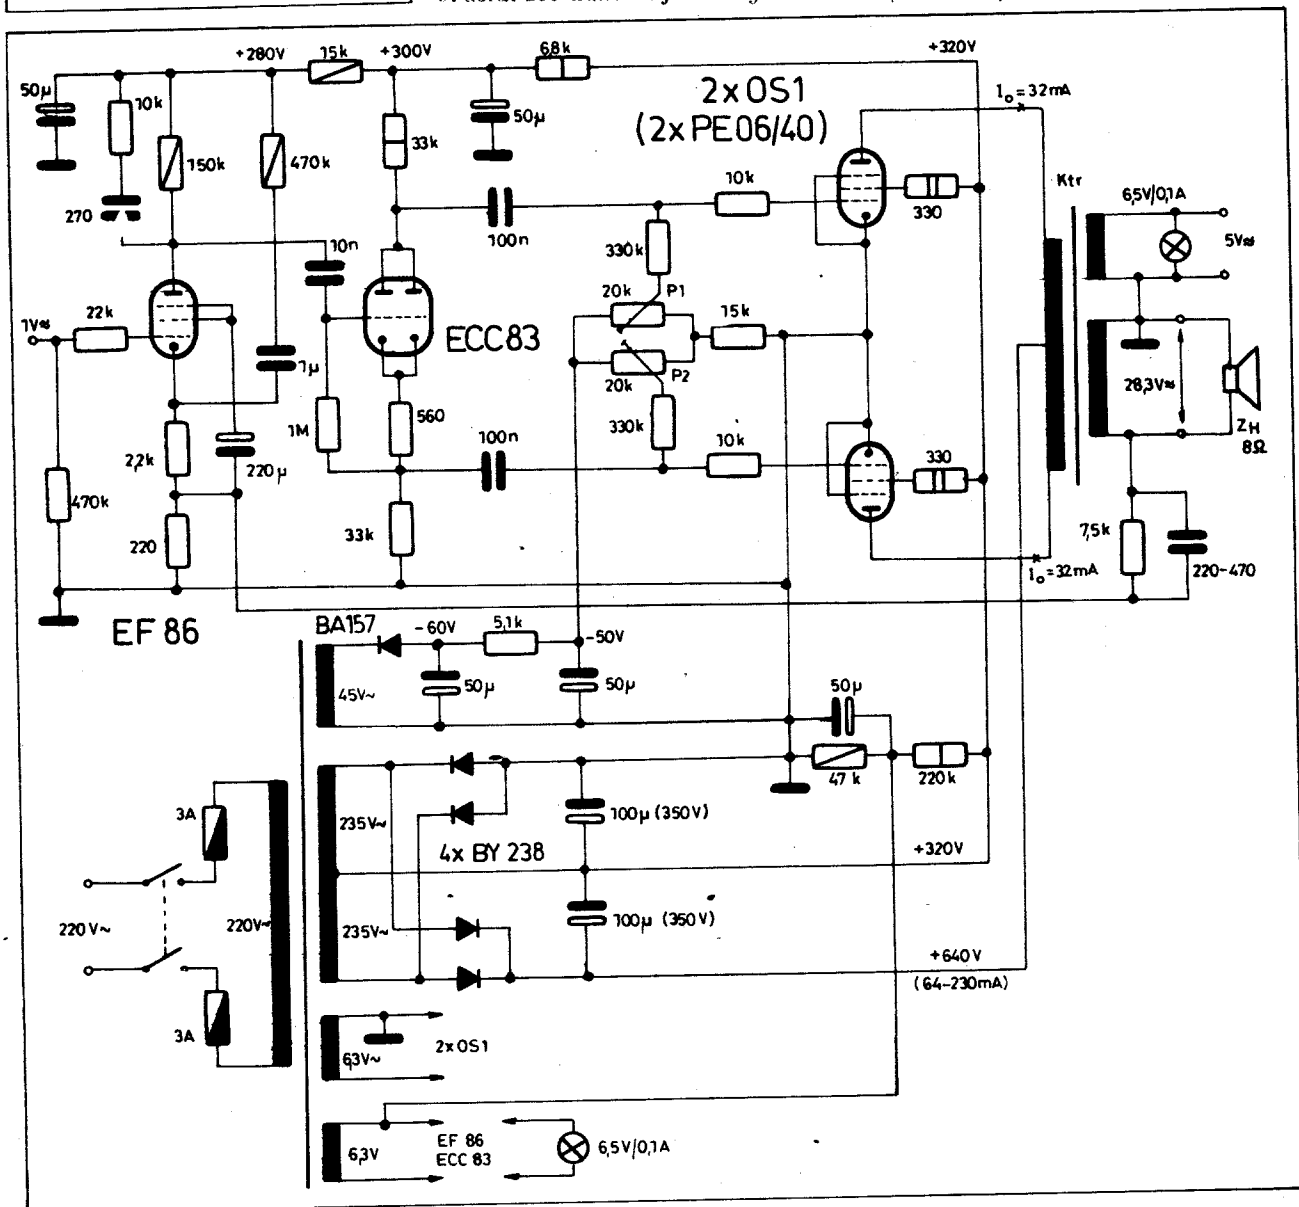 +280V
15k
+300V
6,8k
+320V
50µ
10k
150k
470k
33k
50µ
2x OS1
(2x PE06/40)
I₀ = 32mA
Ktr
6,5V/0,1A
5V≈
270
10n
100n
10k
330
330k
20k
P1
15k
1V≈
22k
ECC83
1µ
P2
20k
28,3V≈
ZH
8Ω
1M
560
330k
100n
10k
330
2,2k
220µ
470k
220
33k
7,5k
220-470
I₀ = 32mA
EF 86
BA157
-60V
5,1k
-50V
45V~
50µ
50µ
50µ
47 k
220k
3A
235V~
100µ (350V)
4x BY 238
+320V
220V~
220V~
235V~
100µ (350V)
+640V
(64-230mA)
3A
6,3V~
2x OS1
6,3V
EF 86
ECC 83
6,5V/0,1A